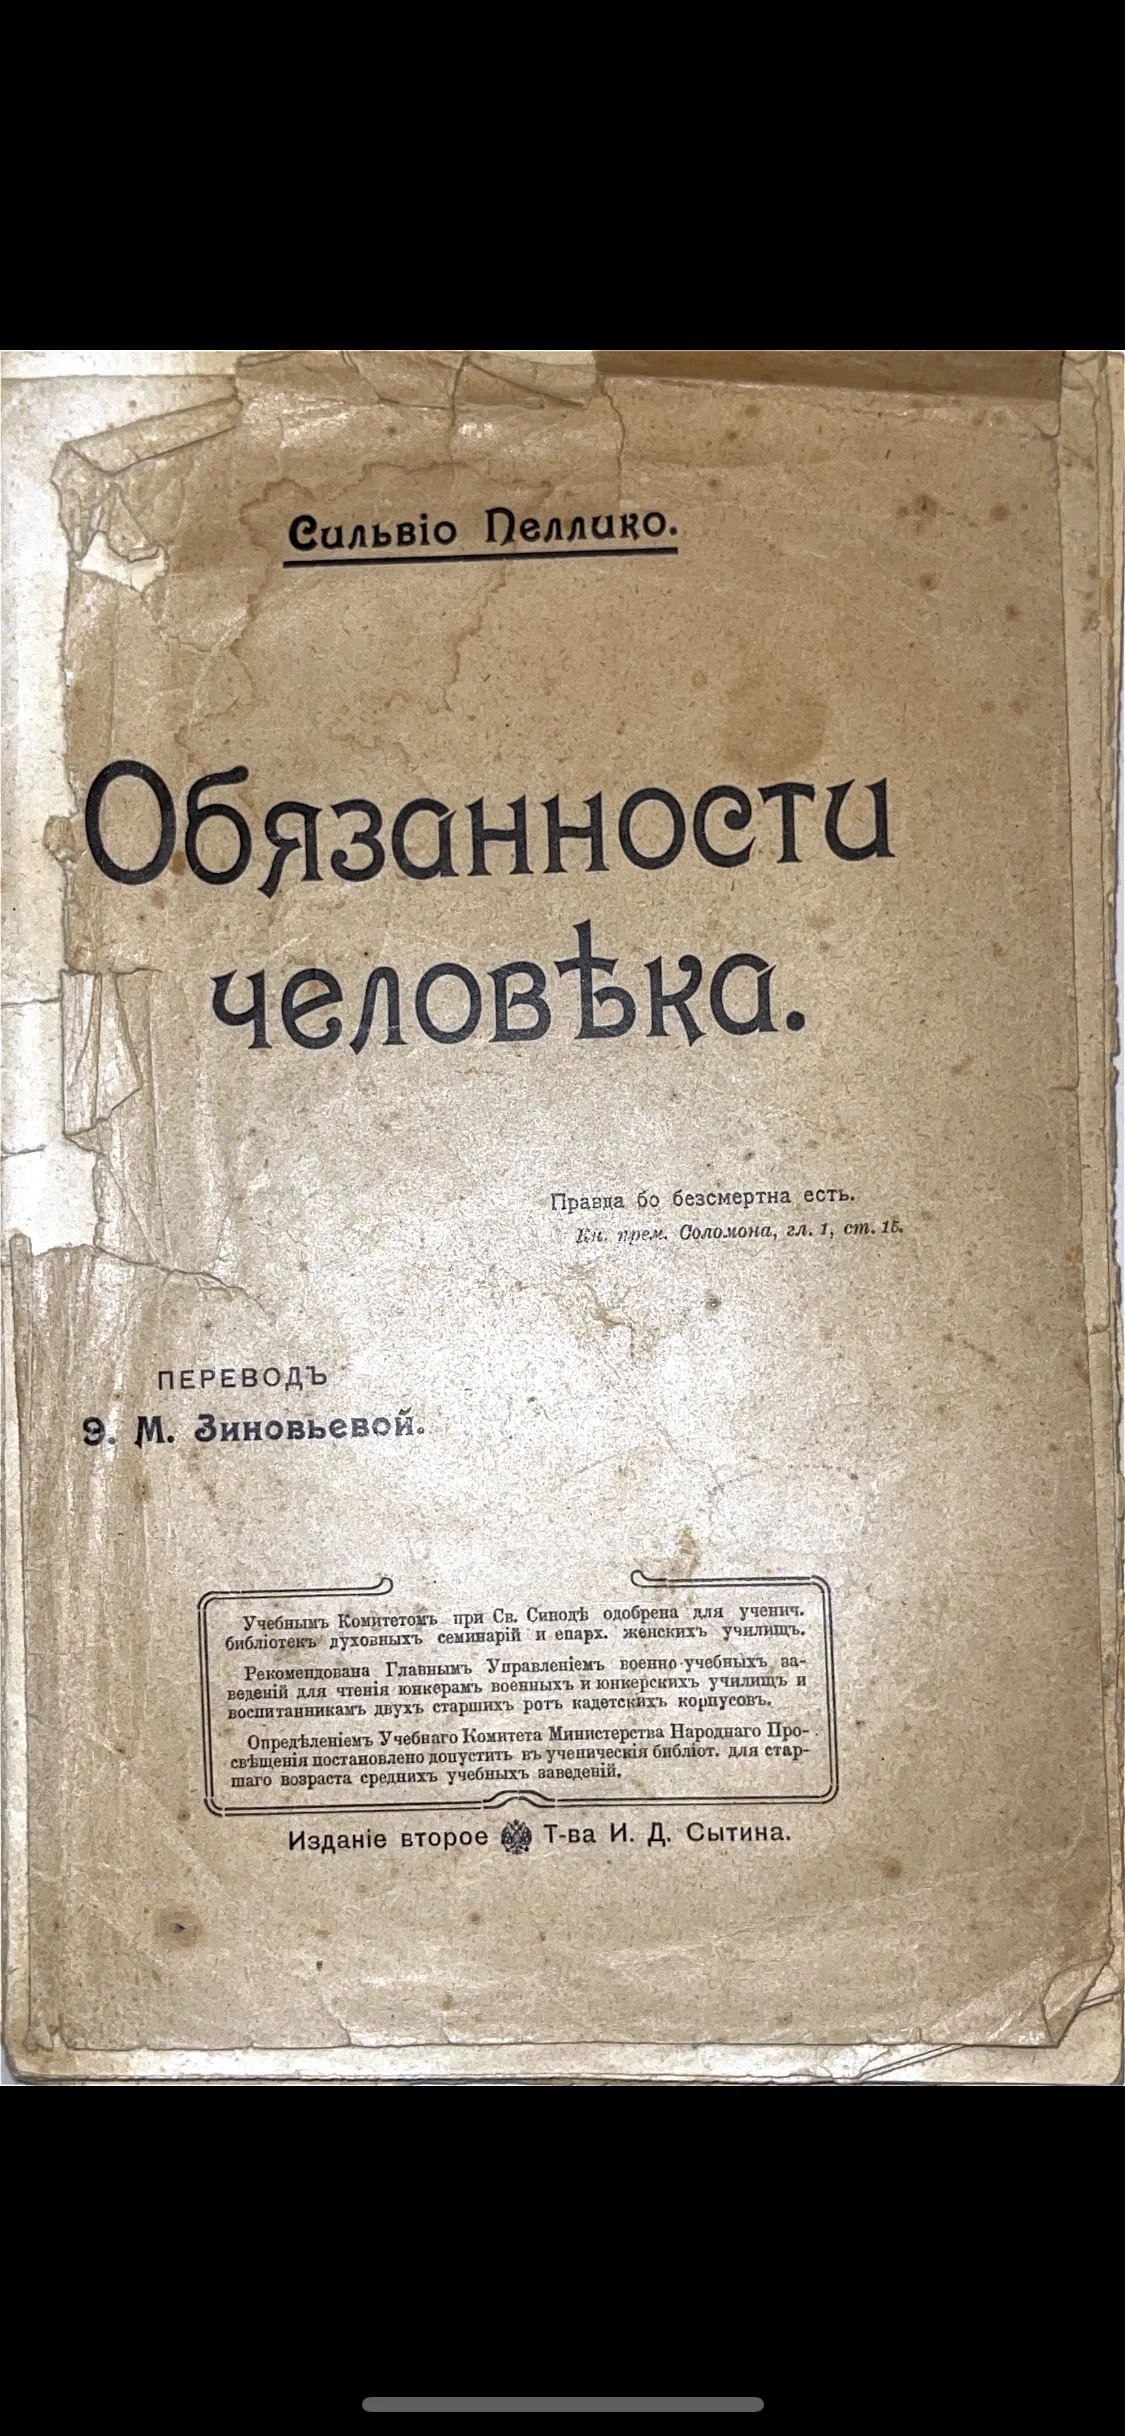 Сильвіо Пеллико.
Обязанности
человѣка.
Правда бо безсмертна есть.
Кн. прем. Соломона, гл. 1, ст. 15.
ПЕРЕВОДЪ
Э. М. Зиновьевой.
Учебнымъ Комитетомъ при Св. Синодѣ одобрена для ученич.
библіотекъ духовныхъ семинарій и епарх. женскихъ училищъ.
Рекомендована Главнымъ Управленіемъ военно-учебныхъ за-
веденій для чтенія юнкерамъ военныхъ и юнкерскихъ училищъ и
воспитанникамъ двухъ старшихъ ротъ кадетскихъ корпусовъ.
Опредѣленіемъ Учебнаго Комитета Министерства Народнаго Про-
свѣщенія постановлено допустить въ ученическія библіот. для стар-
шаго возраста среднихъ учебныхъ заведеній.
Изданіе второе Т-ва И. Д. Сытина.